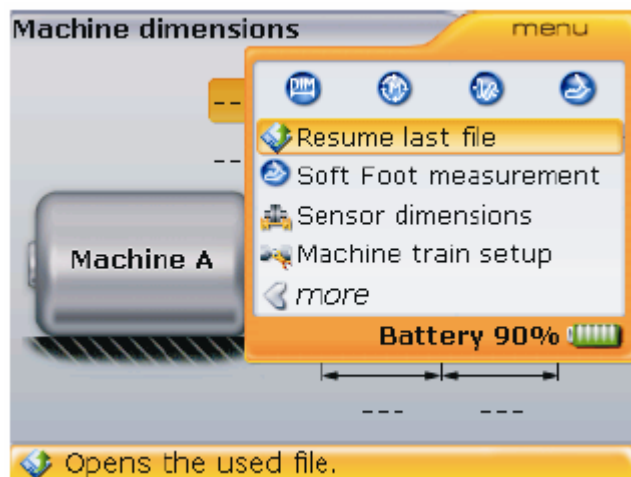 Machine dimensions
menu
DIM
M
--
Resume last file
--
Soft Foot measurement
Sensor dimensions
Machine A
Machine train setup
more
Battery 90%
--- ---
Opens the used file.